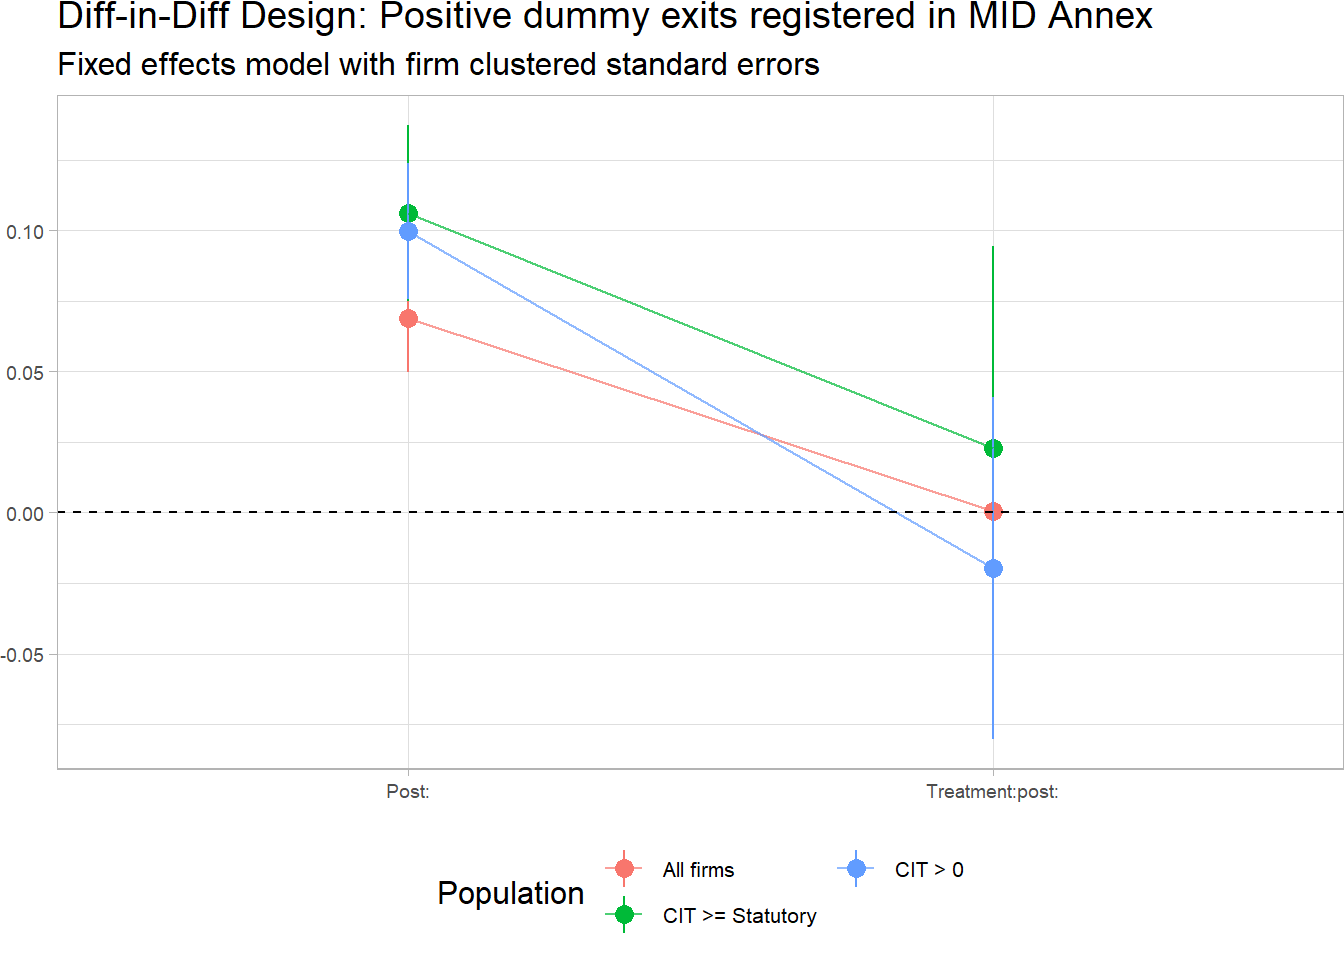 Diff-in-Diff Design: Positive dummy exits registered in MID Annex
Fixed effects model with firm clustered standard errors
0.10
0.05
0.00
-0.05
Post:
Treatment:post:
Population
All firms
CIT > 0
CIT >= Statutory